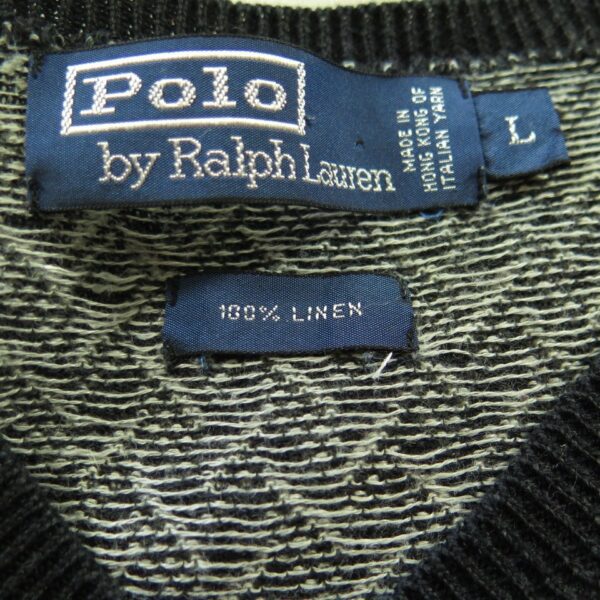 Polo
by Ralph Lauren
MADE IN
HONG KONG OF
ITALIAN YARN
L
100% LINEN